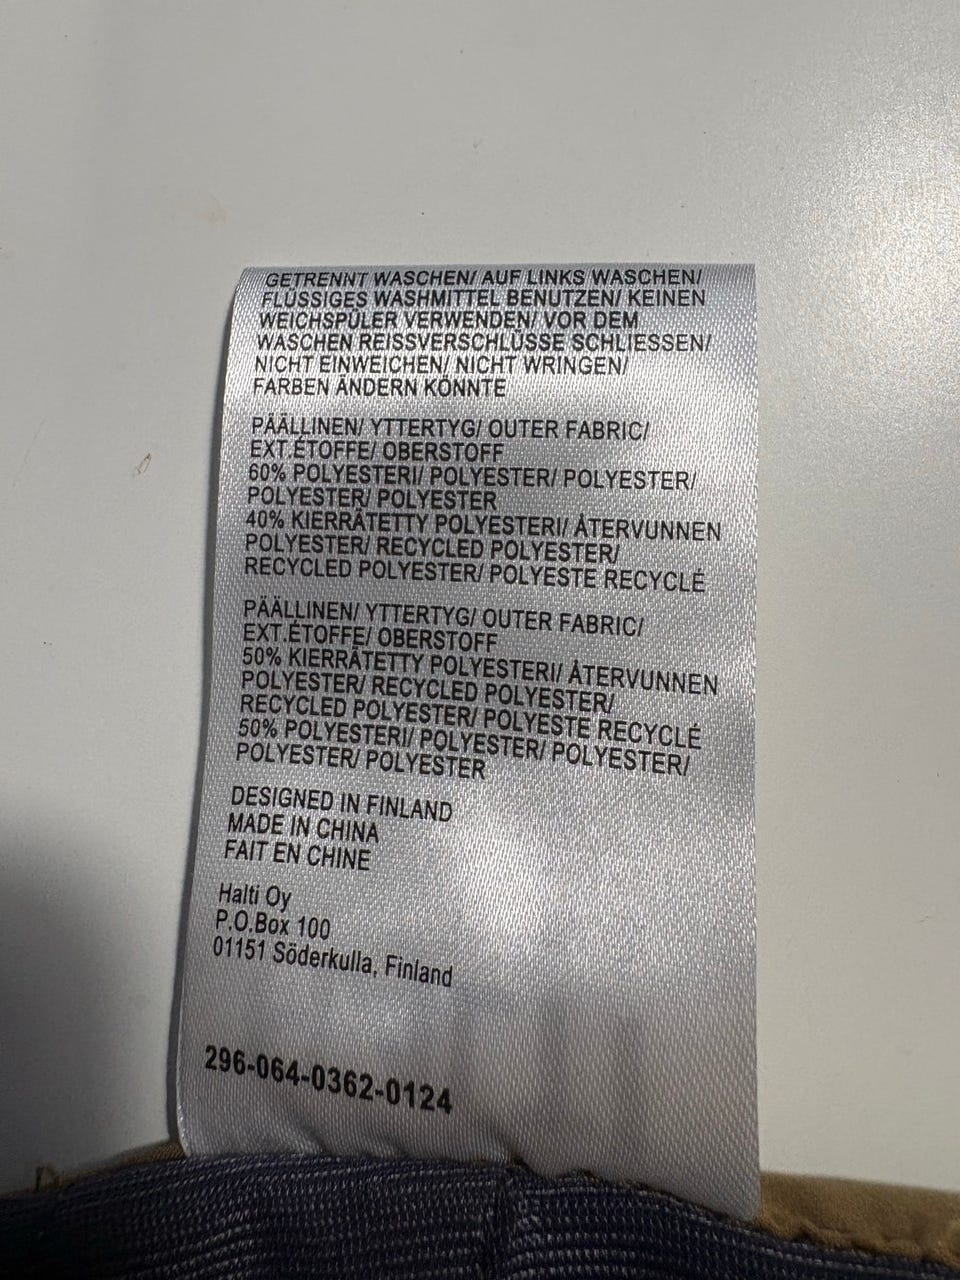 GETRENNT WASCHEN/ AUF LINKS WASCHEN/
FLÜSSIGES WASHMITTEL BENUTZEN/ KEINEN
WEICHSPÜLER VERWENDEN/ VOR DEM
WASCHEN REISSVERSCHLÜSSE SCHLIESSEN/
NICHT EINWEICHEN/ NICHT WRINGEN/
FARBEN ÄNDERN KÖNNTE
PÄÄLLINEN/ YTTERTYG/ OUTER FABRIC/
EXT.ÉTOFFE/ OBERSTOFF
60% POLYESTERI/ POLYESTER/ POLYESTER/
POLYESTER/ POLYESTER
40% KIERRÄTETTY POLYESTERI/ ÅTERVUNNEN
POLYESTER/ RECYCLED POLYESTER/
RECYCLED POLYESTER/ POLYESTE RECYCLÉ
PÄÄLLINEN/ YTTERTYG/ OUTER FABRIC/
EXT.ÉTOFFE/ OBERSTOFF
50% KIERRÄTETTY POLYESTERI/ ÅTERVUNNEN
POLYESTER/ RECYCLED POLYESTER/
RECYCLED POLYESTER/ POLYESTE RECYCLÉ
50% POLYESTERI/ POLYESTER/ POLYESTER/
POLYESTER/ POLYESTER
DESIGNED IN FINLAND
MADE IN CHINA
FAIT EN CHINE
Halti Oy
P.O.Box 100
01151 Söderkulla, Finland
296-064-0362-0124